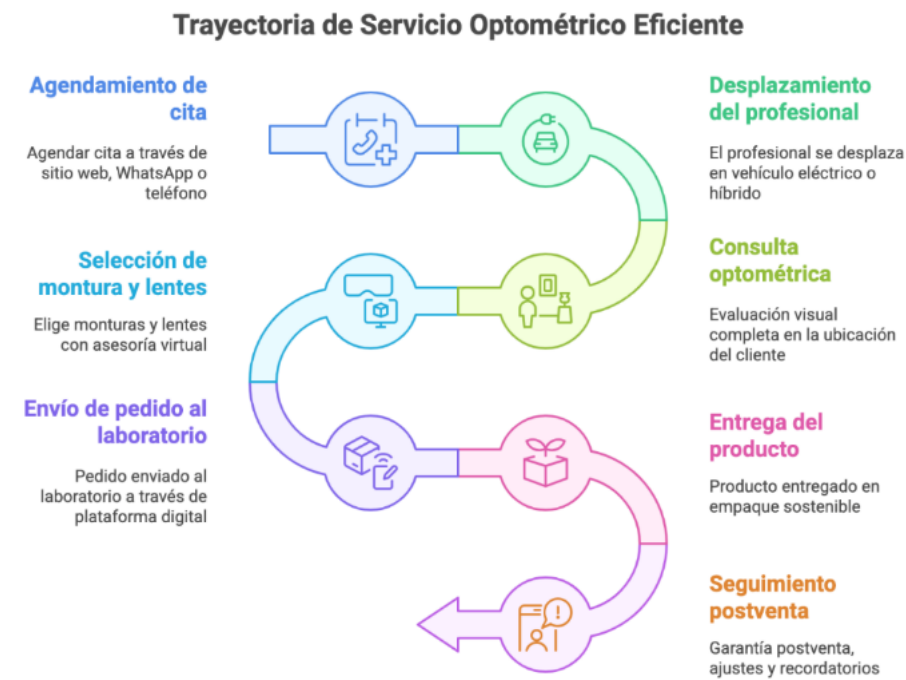 Trayectoria de Servicio Optométrico Eficiente
Agendamiento de
cita
Agendar cita a través de
sitio web, WhatsApp o
teléfono
Desplazamiento
del profesional
El profesional se desplaza
en vehículo eléctrico o
híbrido
Consulta
optométrica
Evaluación visual
completa en la ubicación
del cliente
Selección de
montura y lentes
Elige monturas y lentes
con asesoría virtual
Envío de pedido al
laboratorio
Pedido enviado al
laboratorio a través de
plataforma digital
Entrega del
producto
Producto entregado en
empaque sostenible
Seguimiento
postventa
Garantía postventa,
ajustes y recordatorios